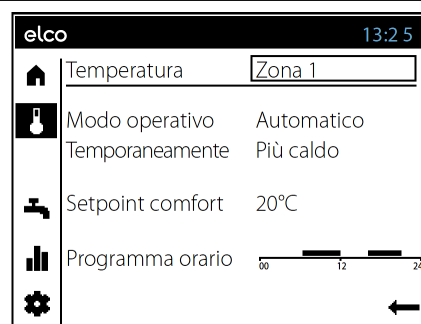 elco 13:25
Temperatura Zona 1
Modo operativo Automatico
Temporaneamente Più caldo
Setpoint comfort 20°C
Programma orario
00 12 24